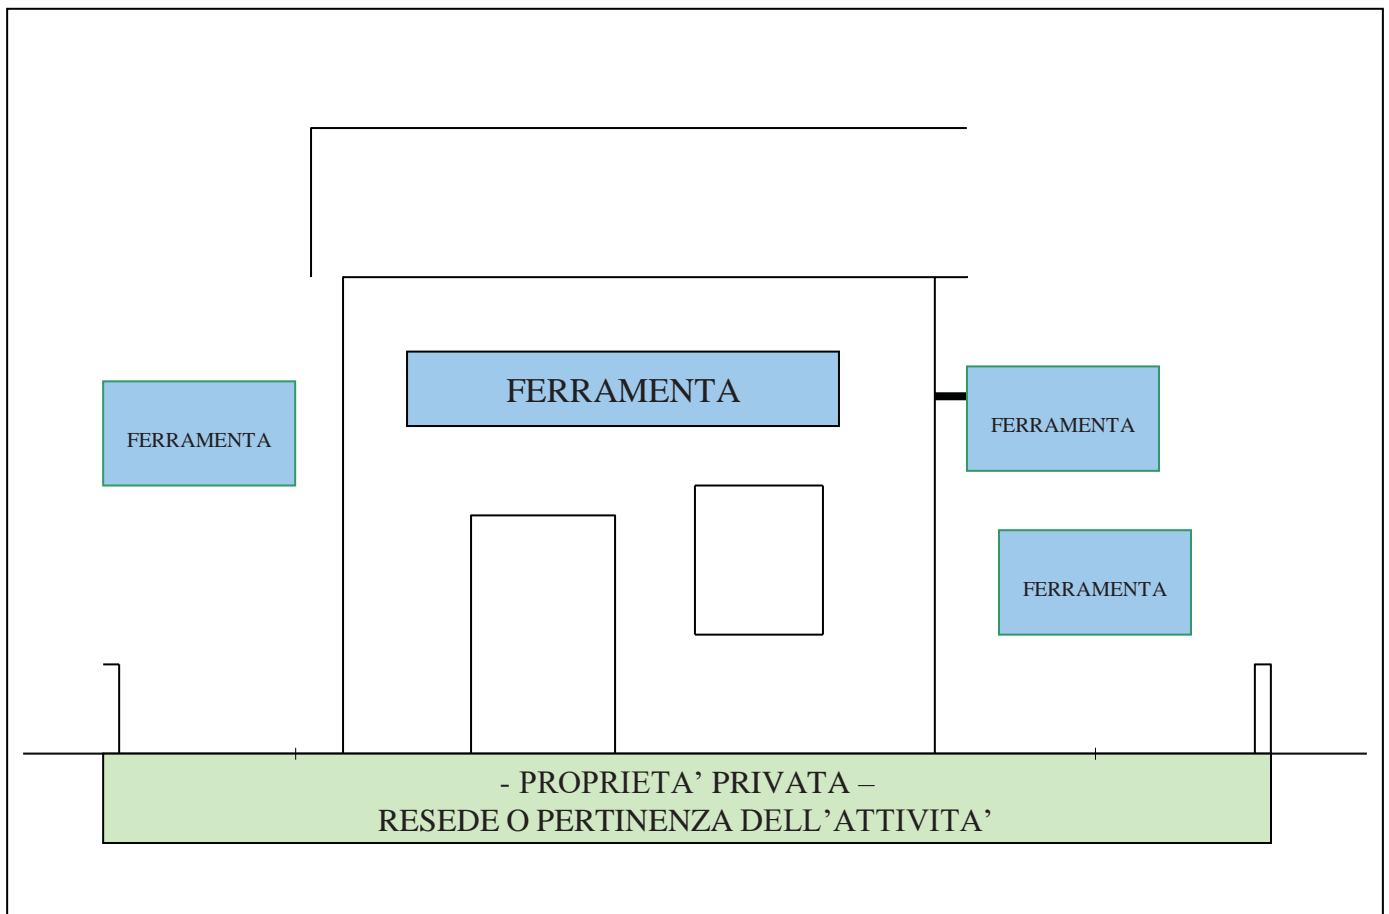 FERRAMENTA
FERRAMENTA
FERRAMENTA
FERRAMENTA
- PROPRIETA’ PRIVATA –
RESEDE O PERTINENZA DELL’ATTIVITA’